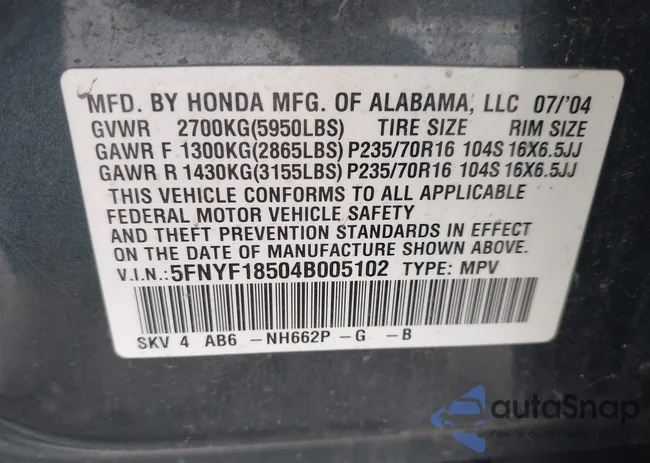 MFD. BY HONDA MFG. OF ALABAMA, LLC 07/'04
GVWR 2700KG(5950LBS) TIRE SIZE RIM SIZE
GAWR F 1300KG(2865LBS) P235/70R16 104S 16X6.5JJ
GAWR R 1430KG(3155LBS) P235/70R16 104S 16X6.5JJ
THIS VEHICLE CONFORMS TO ALL APPLICABLE
FEDERAL MOTOR VEHICLE SAFETY
AND THEFT PREVENTION STANDARDS IN EFFECT
ON THE DATE OF MANUFACTURE SHOWN ABOVE.
V.I.N.: 5FNYF18504B005102 TYPE: MPV
SKV 4 AB6 -NH662P -G -B
autoSnap